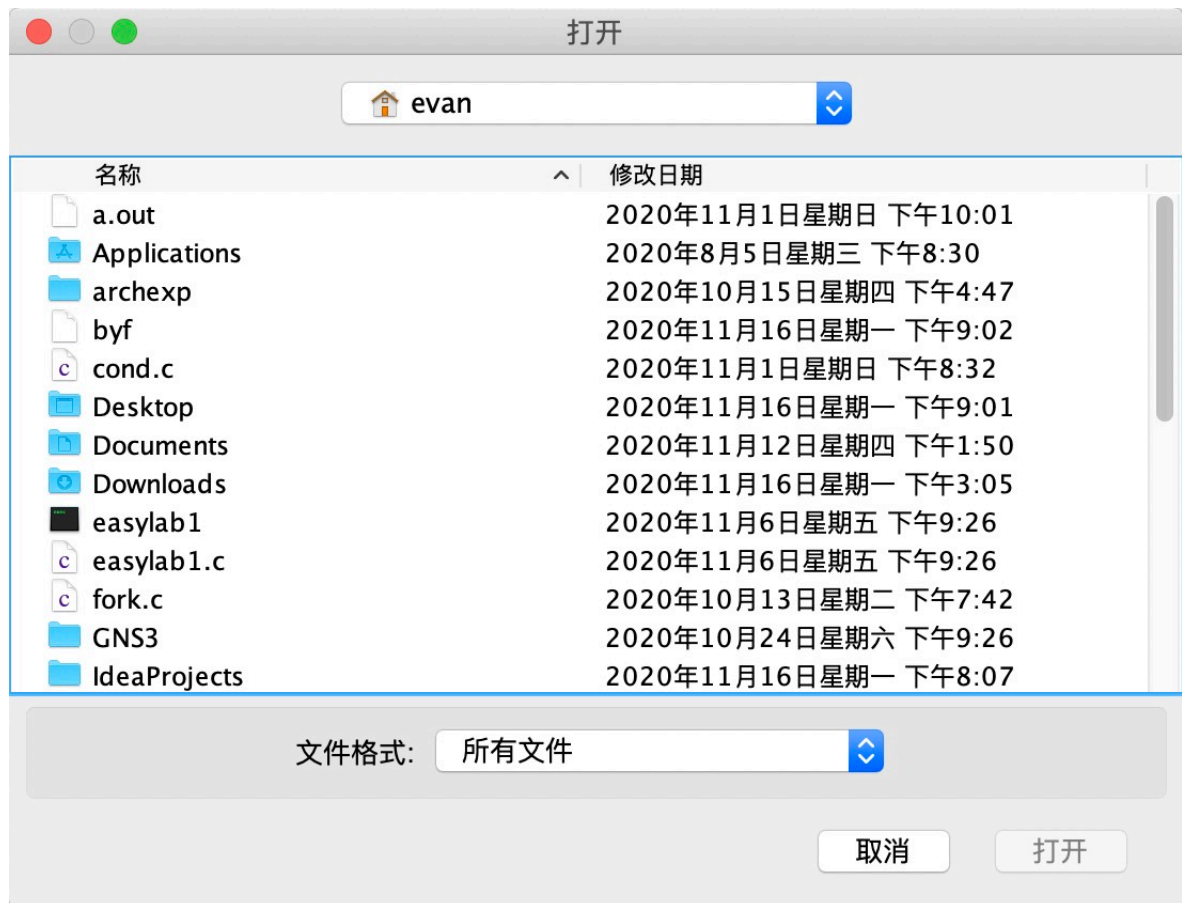 打开
evan
名称 修改日期
a.out 2020年11月1日星期日 下午10:01
Applications 2020年8月5日星期三 下午8:30
archexp 2020年10月15日星期四 下午4:47
byf 2020年11月16日星期一 下午9:02
cond.c 2020年11月1日星期日 下午8:32
Desktop 2020年11月16日星期一 下午9:01
Documents 2020年11月12日星期四 下午1:50
Downloads 2020年11月16日星期一 下午3:05
easylab1 2020年11月6日星期五 下午9:26
easylab1.c 2020年11月6日星期五 下午9:26
fork.c 2020年10月13日星期二 下午7:42
GNS3 2020年10月24日星期六 下午9:26
IdeaProjects 2020年11月16日星期一 下午8:07
文件格式: 所有文件
取消 打开